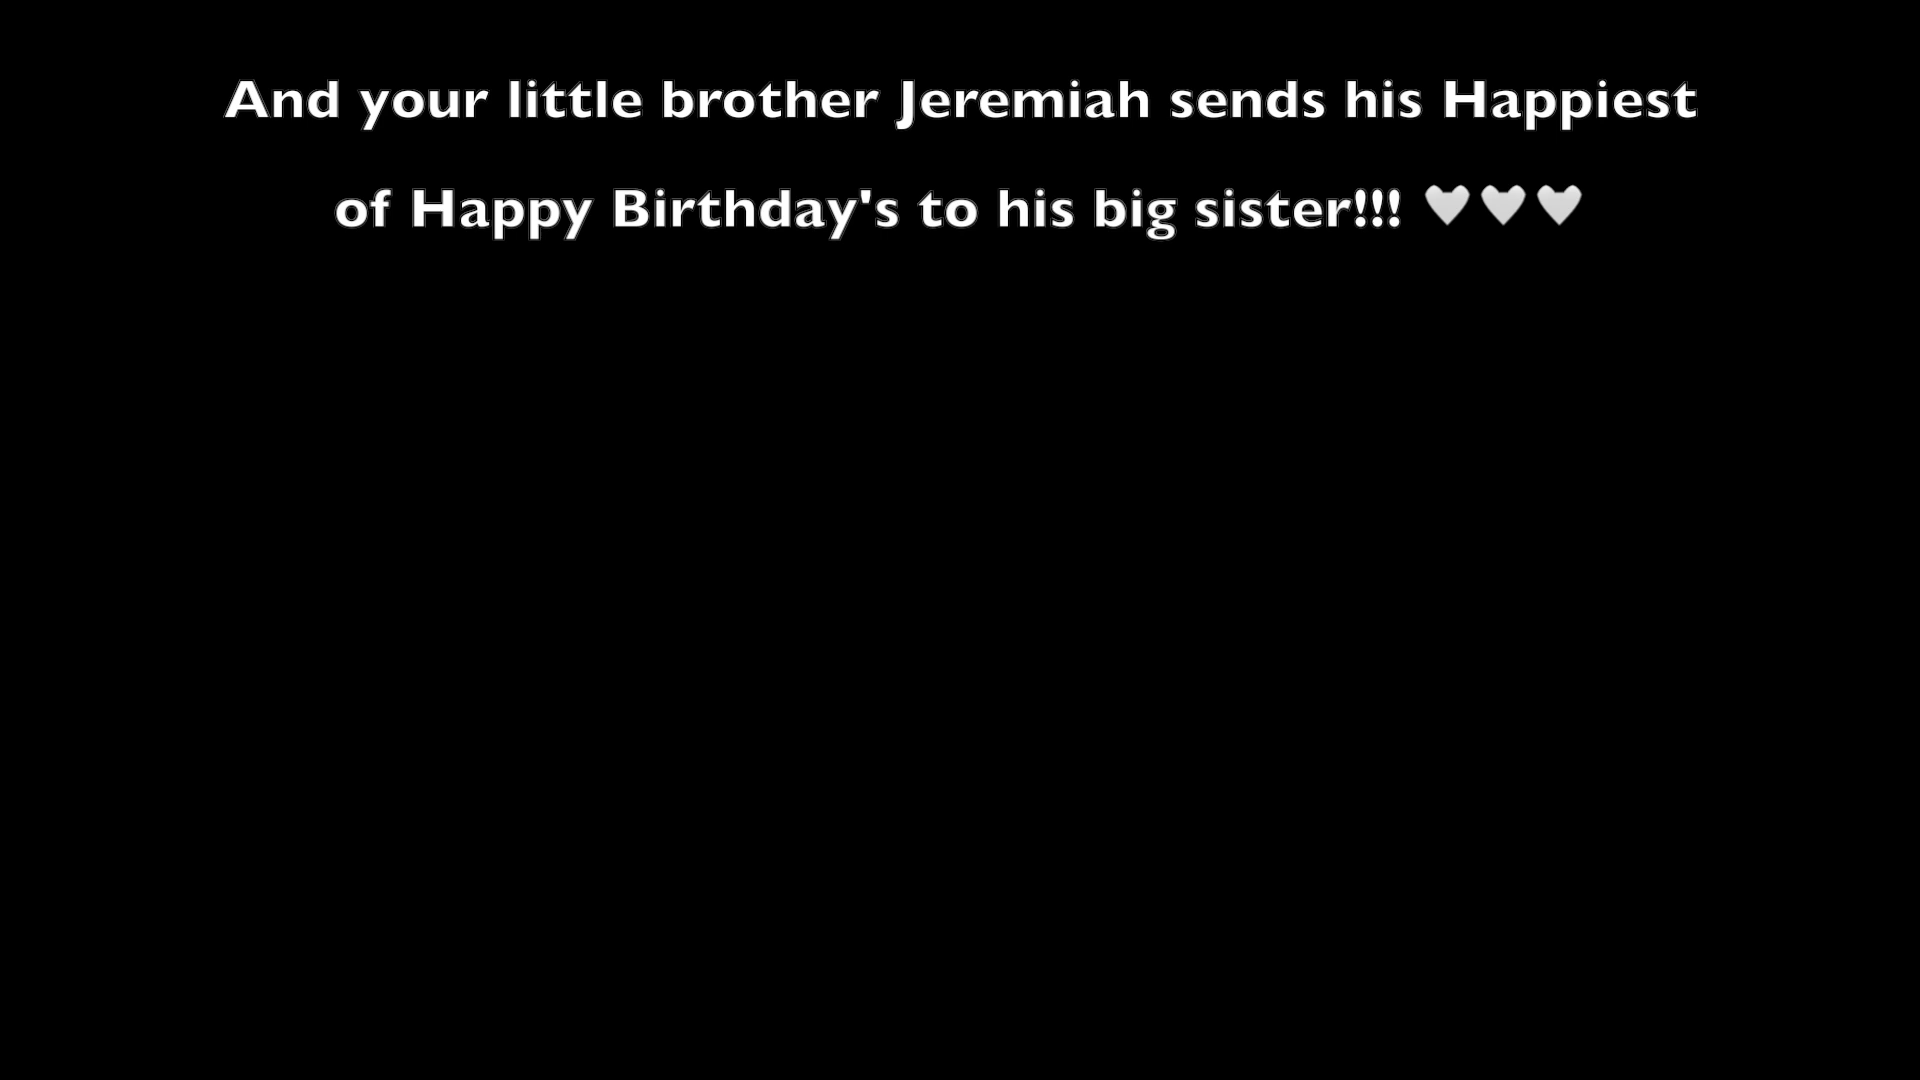 And your little brother Jeremiah sends his Happiest
of Happy Birthday's to his big sister!!! 🤍🤍🤍